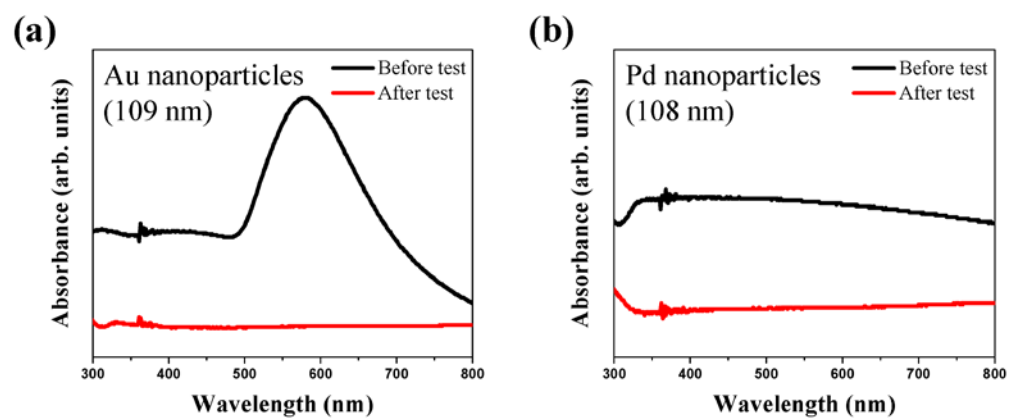 (a)
Au nanoparticles
(109 nm)
Before test
After test
Absorbance (arb. units)
300 400 500 600 700 800
Wavelength (nm)
(b)
Pd nanoparticles
(108 nm)
Before test
After test
Absorbance (arb. units)
300 400 500 600 700 800
Wavelength (nm)